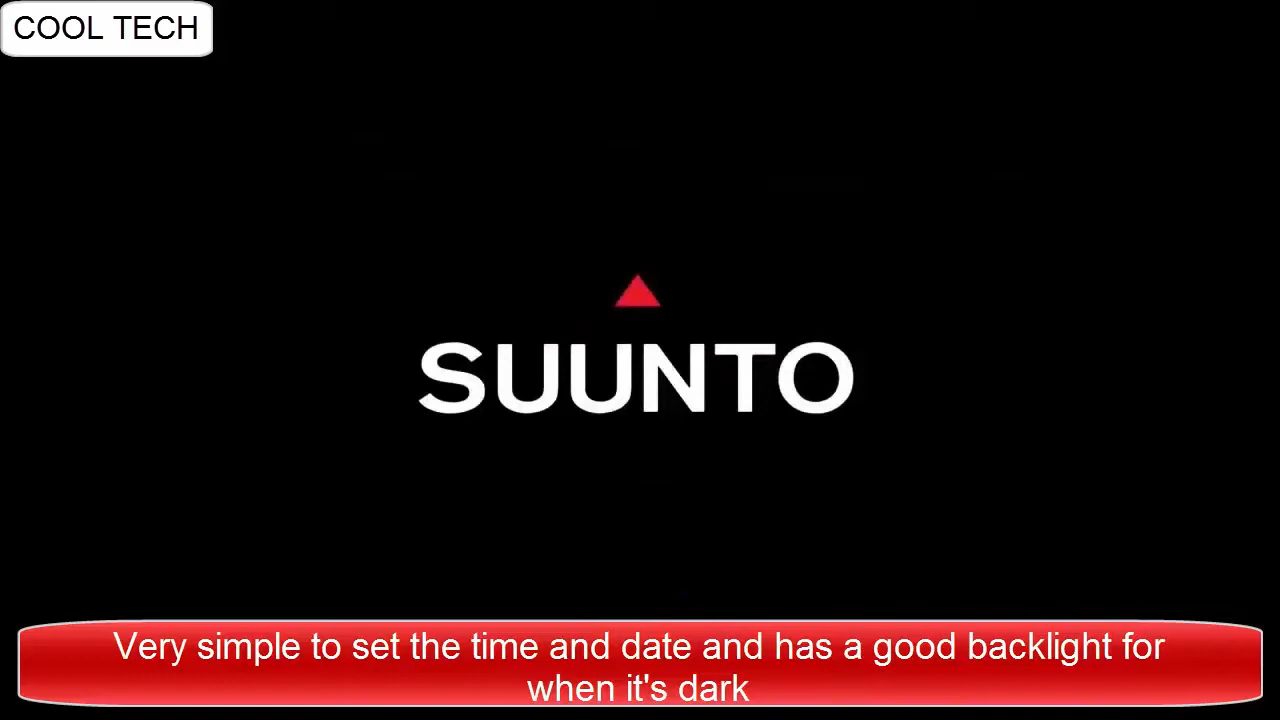 COOL TECH
SUUNTO
Very simple to set the time and date and has a good backlight for
when it's dark